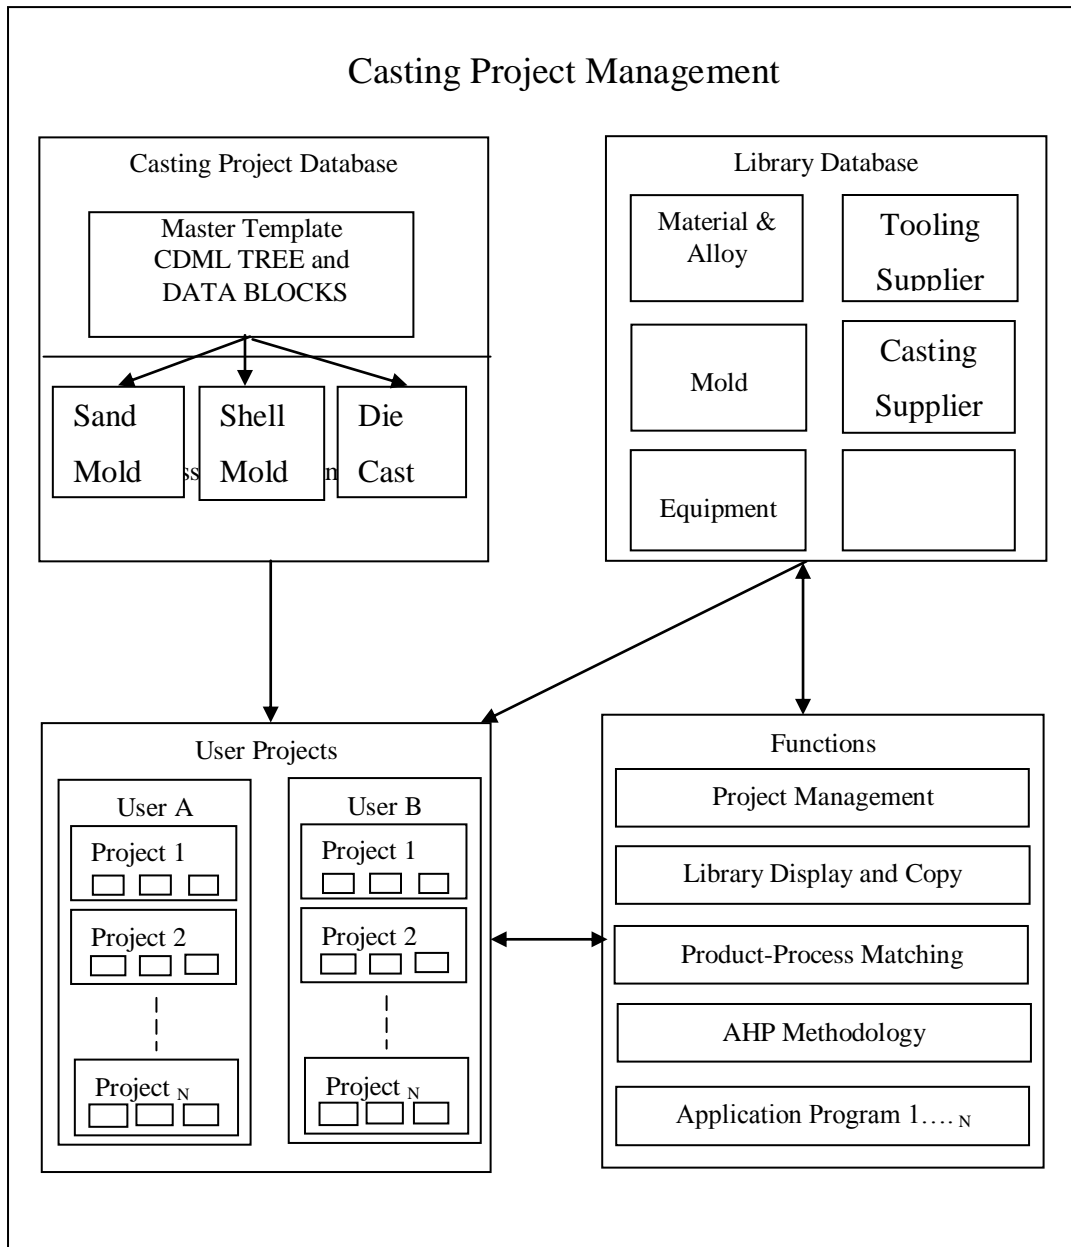 Casting Project Management
Casting Project Database
Master Template
CDML TREE and
DATA BLOCKS
Sand
Mold
Shell
Mold
Die
Cast
Library Database
Material &
Alloy
Tooling
Supplier
Mold
Casting
Supplier
Equipment
User Projects
User A
Project 1
Project 2
Project N
User B
Project 1
Project 2
Project N
Functions
Project Management
Library Display and Copy
Product-Process Matching
AHP Methodology
Application Program 1…. N